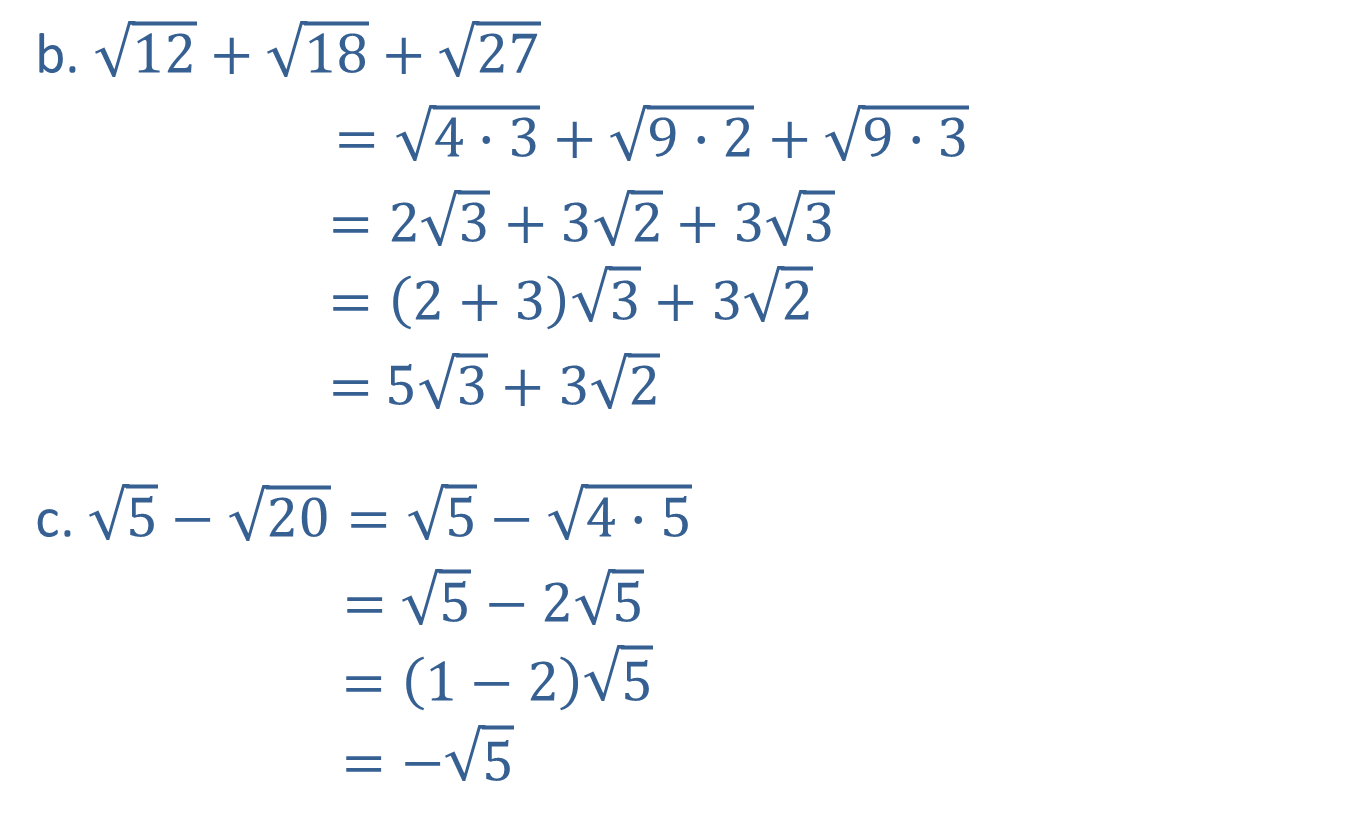 b. √12 + √18 + √27
= √4 · 3 + √9 · 2 + √9 · 3
= 2√3 + 3√2 + 3√3
= (2 + 3)√3 + 3√2
= 5√3 + 3√2
c. √5 − √20 = √5 − √4 · 5
= √5 − 2√5
= (1 − 2)√5
= −√5